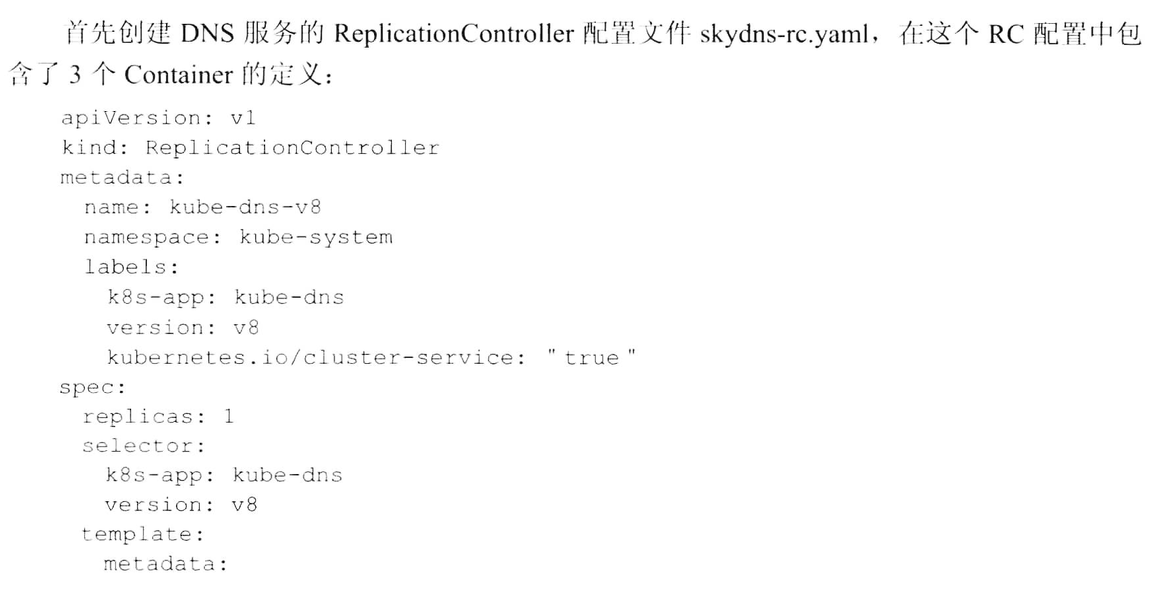 首先创建 DNS 服务的 ReplicationController 配置文件 skydns-rc.yaml，在这个 RC 配置中包
含了 3 个 Container 的定义：
apiVersion: v1
kind: ReplicationController
metadata:
  name: kube-dns-v8
  namespace: kube-system
  labels:
    k8s-app: kube-dns
    version: v8
    kubernetes.io/cluster-service: "true"
spec:
  replicas: 1
  selector:
    k8s-app: kube-dns
    version: v8
  template:
    metadata: